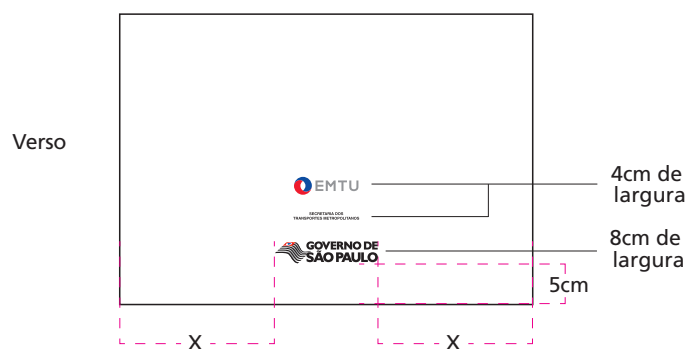 Verso
EMTU
SECRETARIA DOS
TRANSPORTES METROPOLITANOS
GOVERNO DE
SÃO PAULO
4cm de
largura
8cm de
largura
5cm
X
X